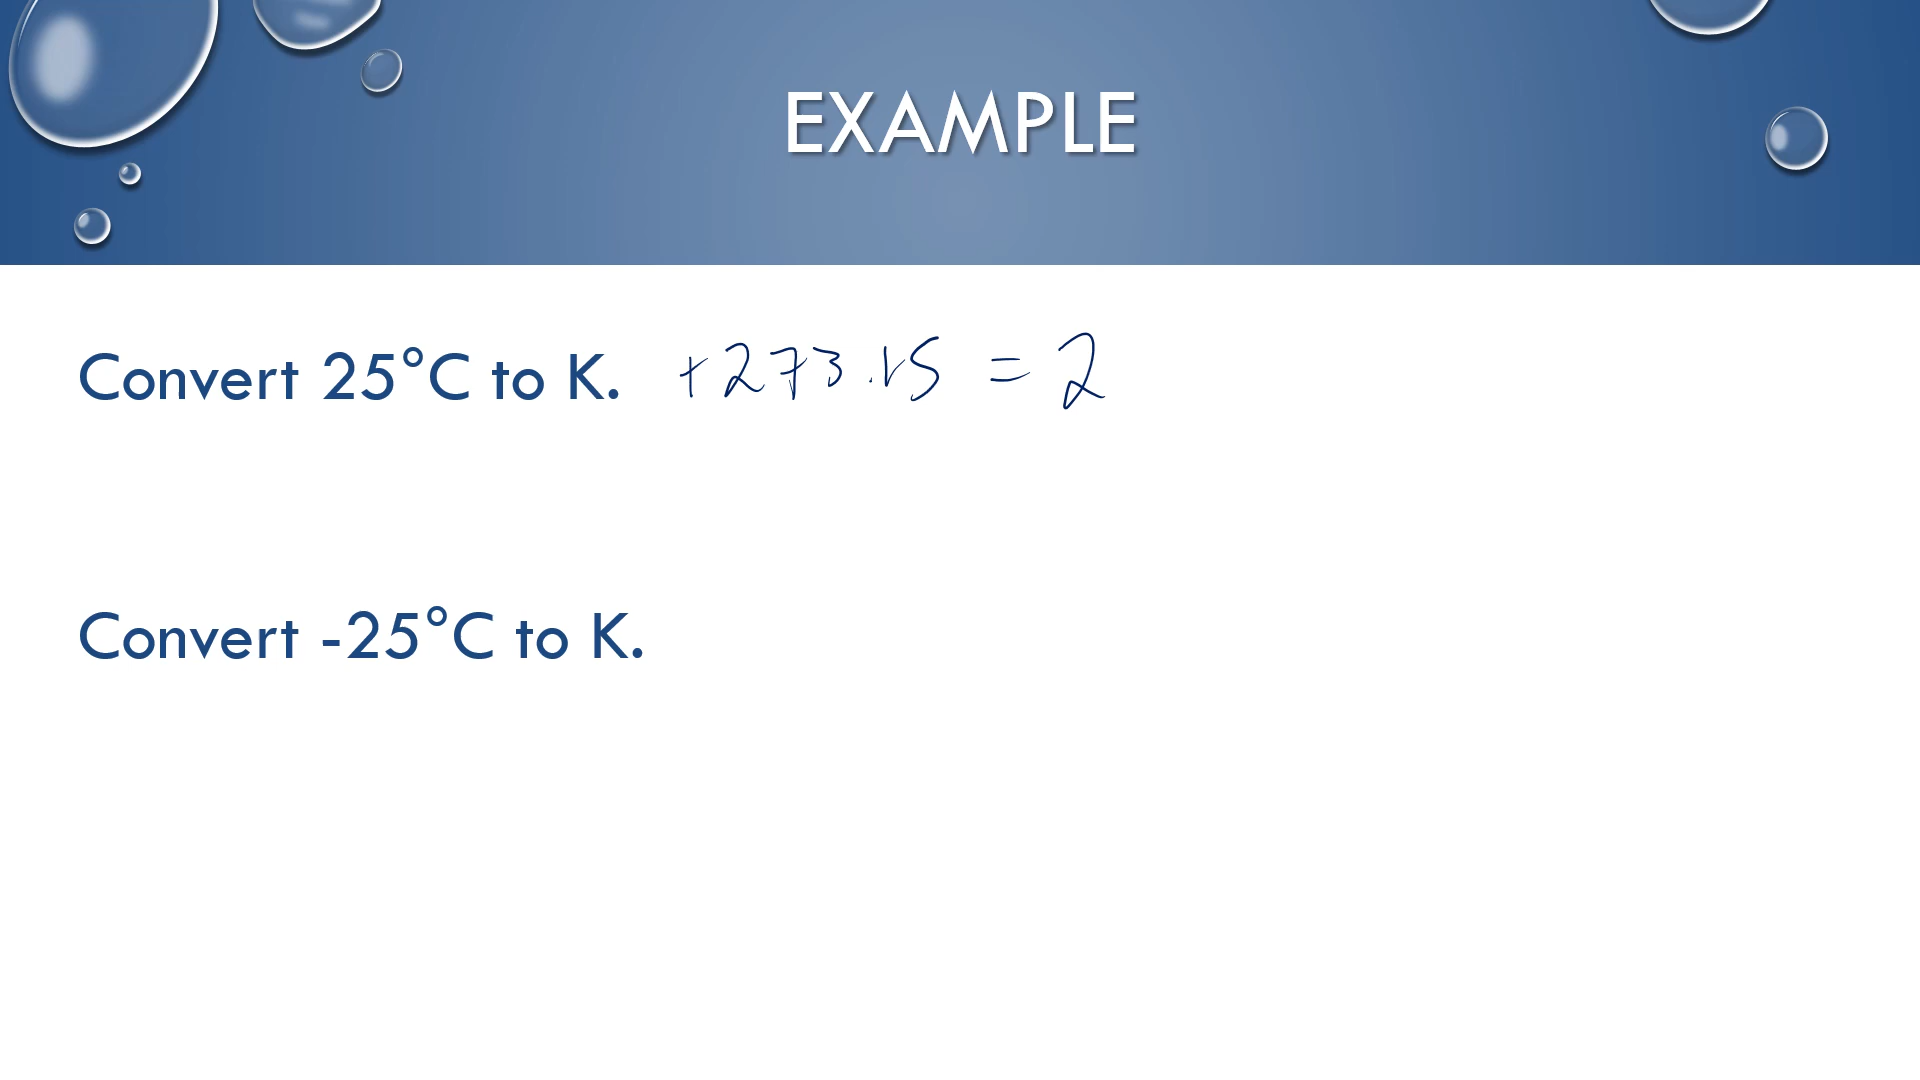 EXAMPLE
Convert 25°C to K. +273.15 = 2
Convert -25°C to K.